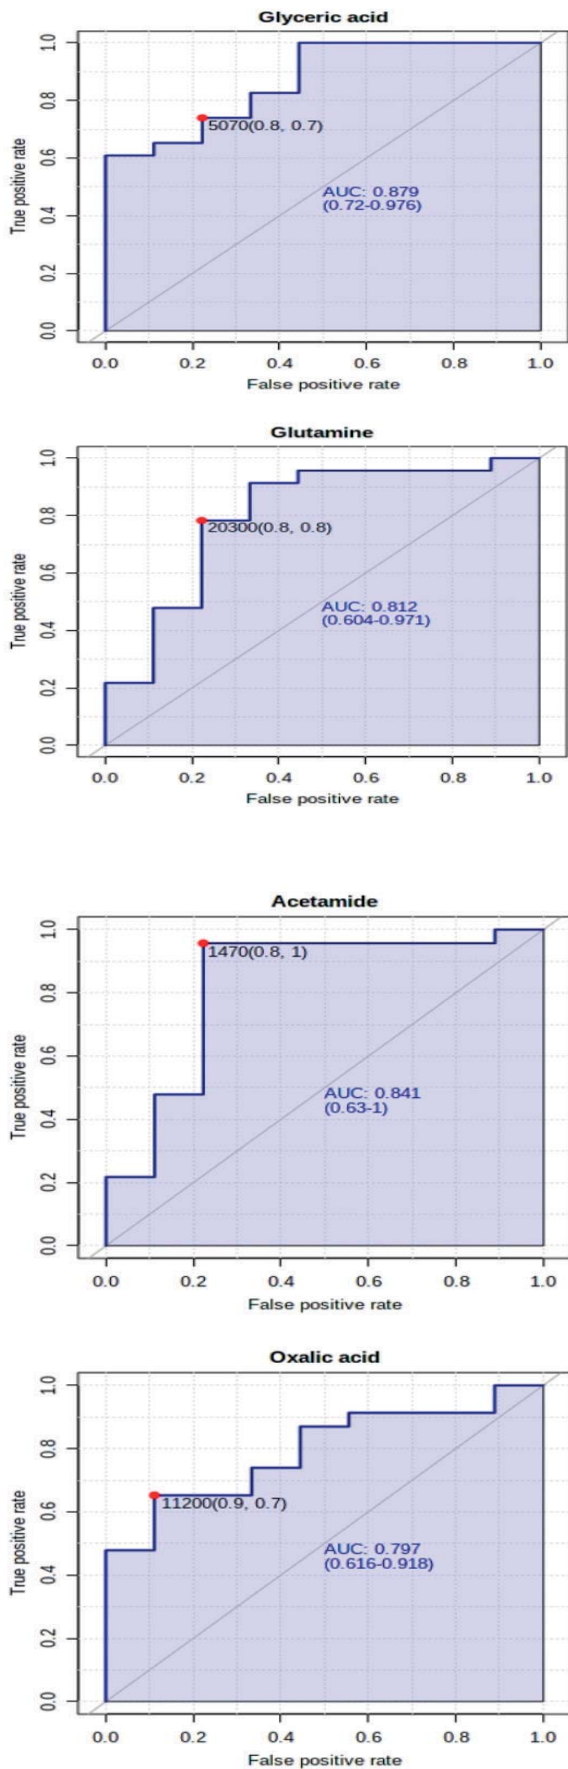 Glyceric acid
1.0
0.8
0.6
0.4
0.2
0.0
True positive rate
5070(0.8, 0.7)
AUC: 0.879
(0.72-0.976)
0.0 0.2 0.4 0.6 0.8 1.0
False positive rate
Glutamine
1.0
0.8
0.6
0.4
0.2
0.0
True positive rate
20300(0.8, 0.8)
AUC: 0.812
(0.604-0.971)
0.0 0.2 0.4 0.6 0.8 1.0
False positive rate
Acetamide
1.0
0.8
0.6
0.4
0.2
0.0
True positive rate
1470(0.8, 1)
AUC: 0.841
(0.63-1)
0.0 0.2 0.4 0.6 0.8 1.0
False positive rate
Oxalic acid
1.0
0.8
0.6
0.4
0.2
0.0
True positive rate
11200(0.9, 0.7)
AUC: 0.797
(0.616-0.918)
0.0 0.2 0.4 0.6 0.8 1.0
False positive rate